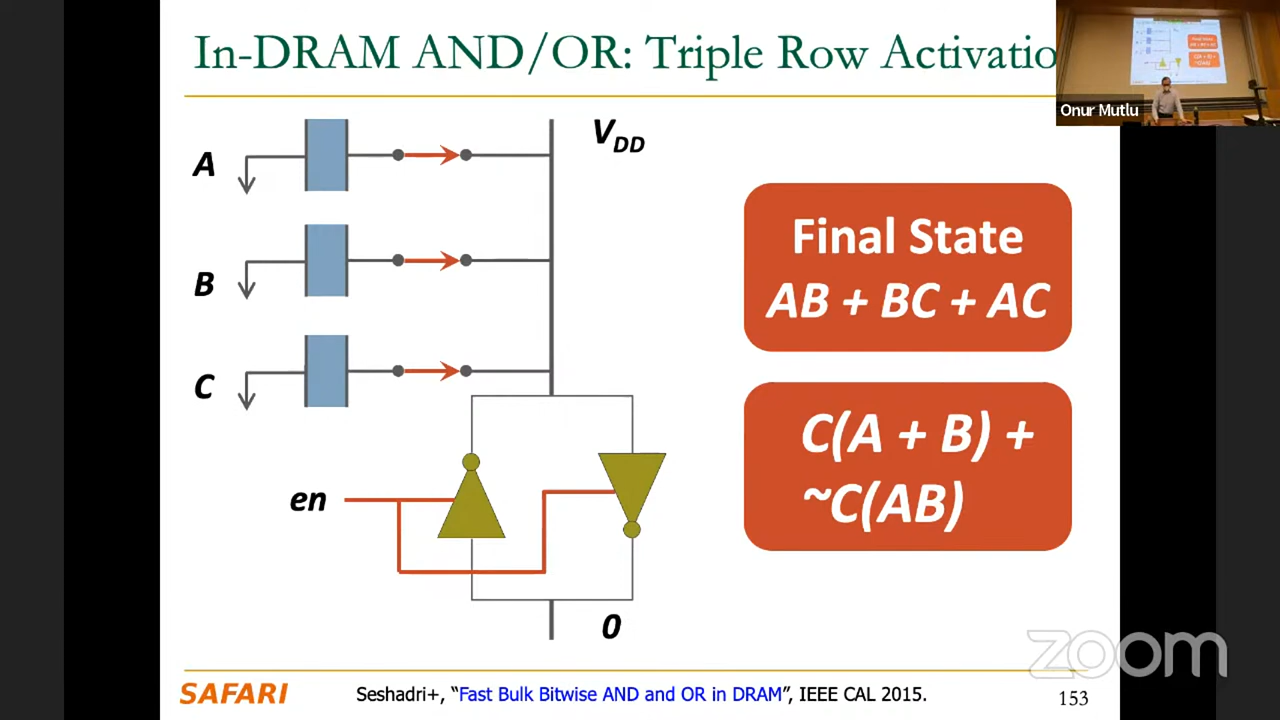 In-DRAM AND/OR: Triple Row Activatio
Onur Mutlu
A
B
C
V_DD
en
0
Final State
AB + BC + AC
C(A + B) +
~C(AB)
zoom
SAFARI
Seshadri+, “Fast Bulk Bitwise AND and OR in DRAM”, IEEE CAL 2015.
153